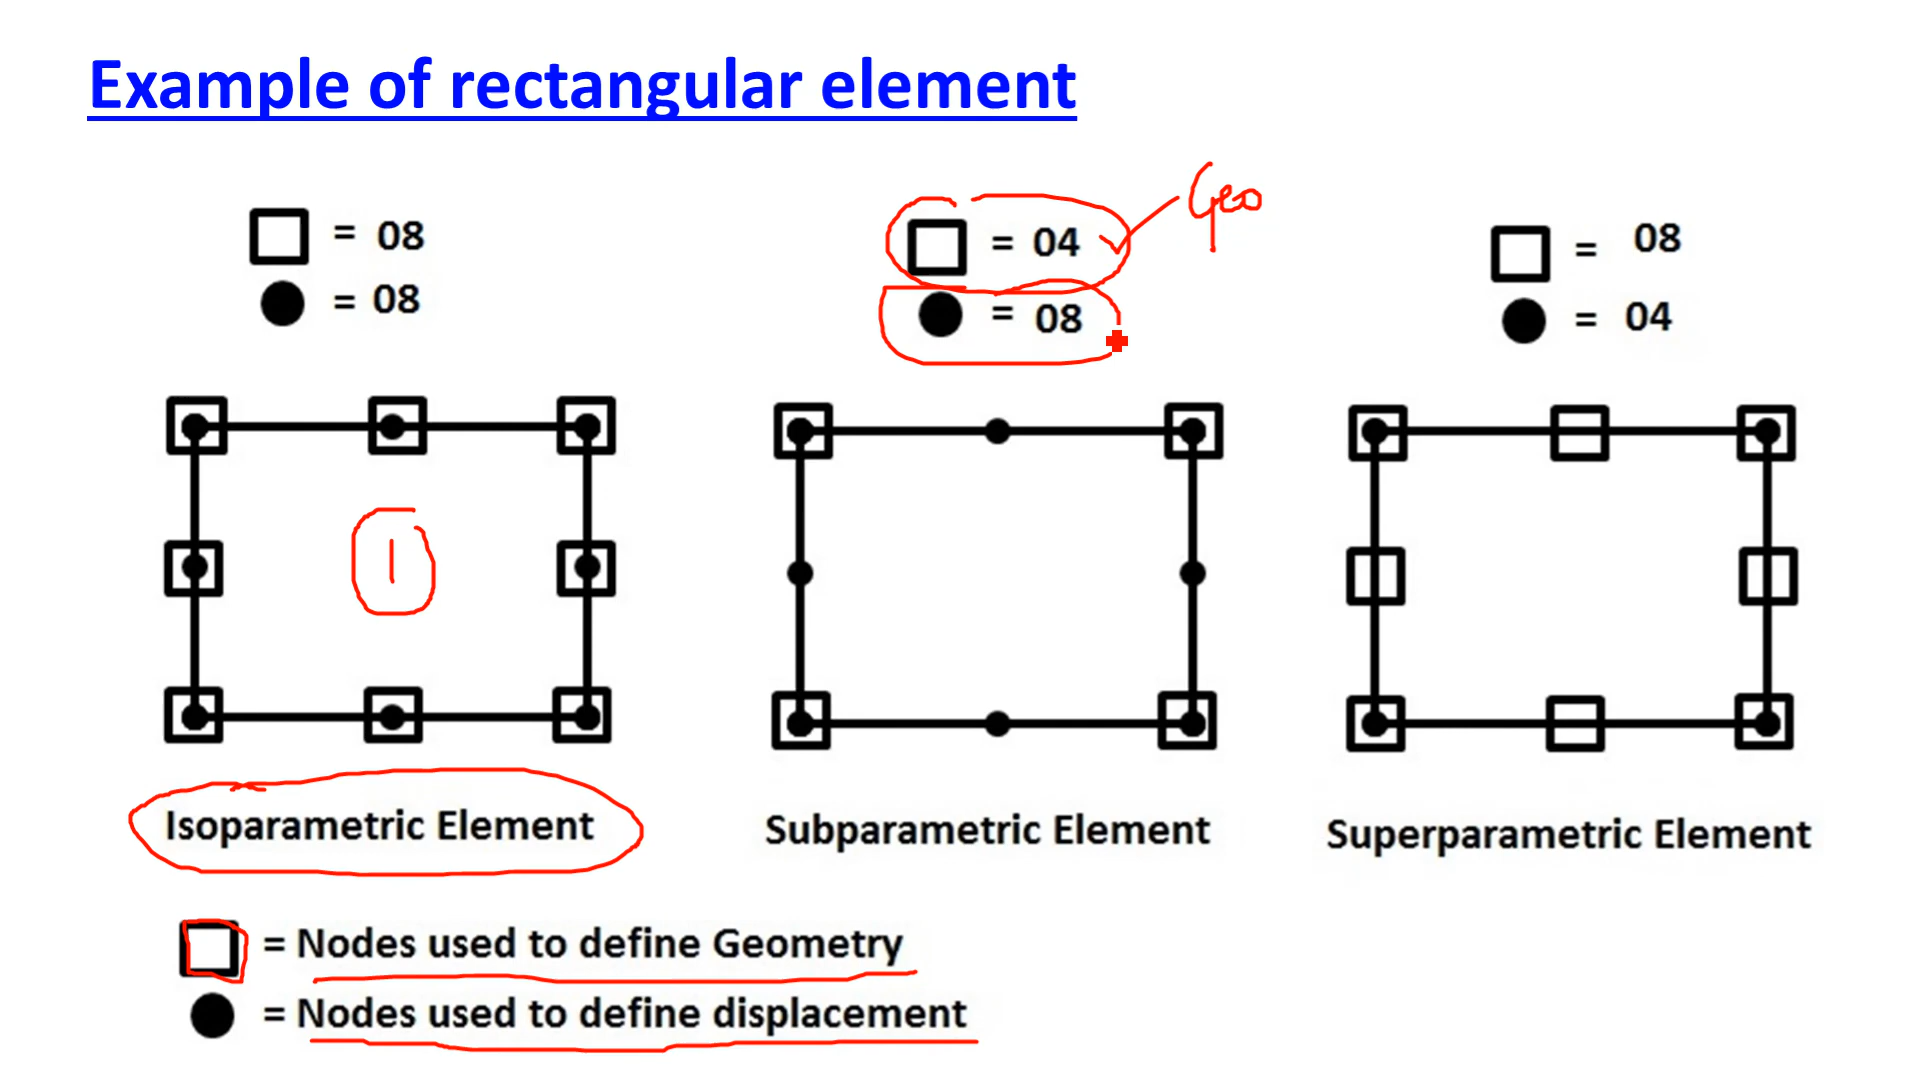 Example of rectangular element
= 08
= 08
= 04
Geo
= 08
= 08
= 04
1
Isoparametric Element
Subparametric Element
Superparametric Element
= Nodes used to define Geometry
= Nodes used to define displacement